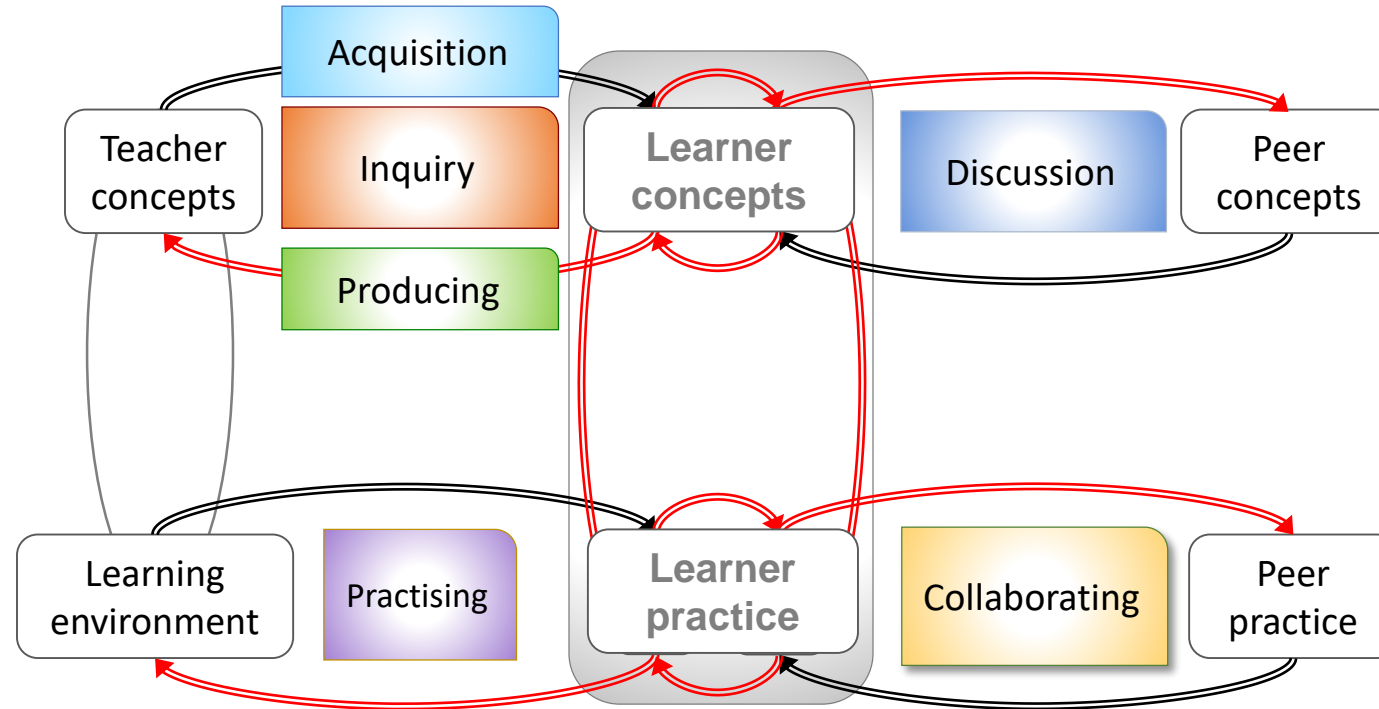 Acquisition
Teacher
concepts
Inquiry
Learner
concepts
Discussion
Peer
concepts
Producing
Learning
environment
Practising
Learner
practice
Collaborating
Peer
practice